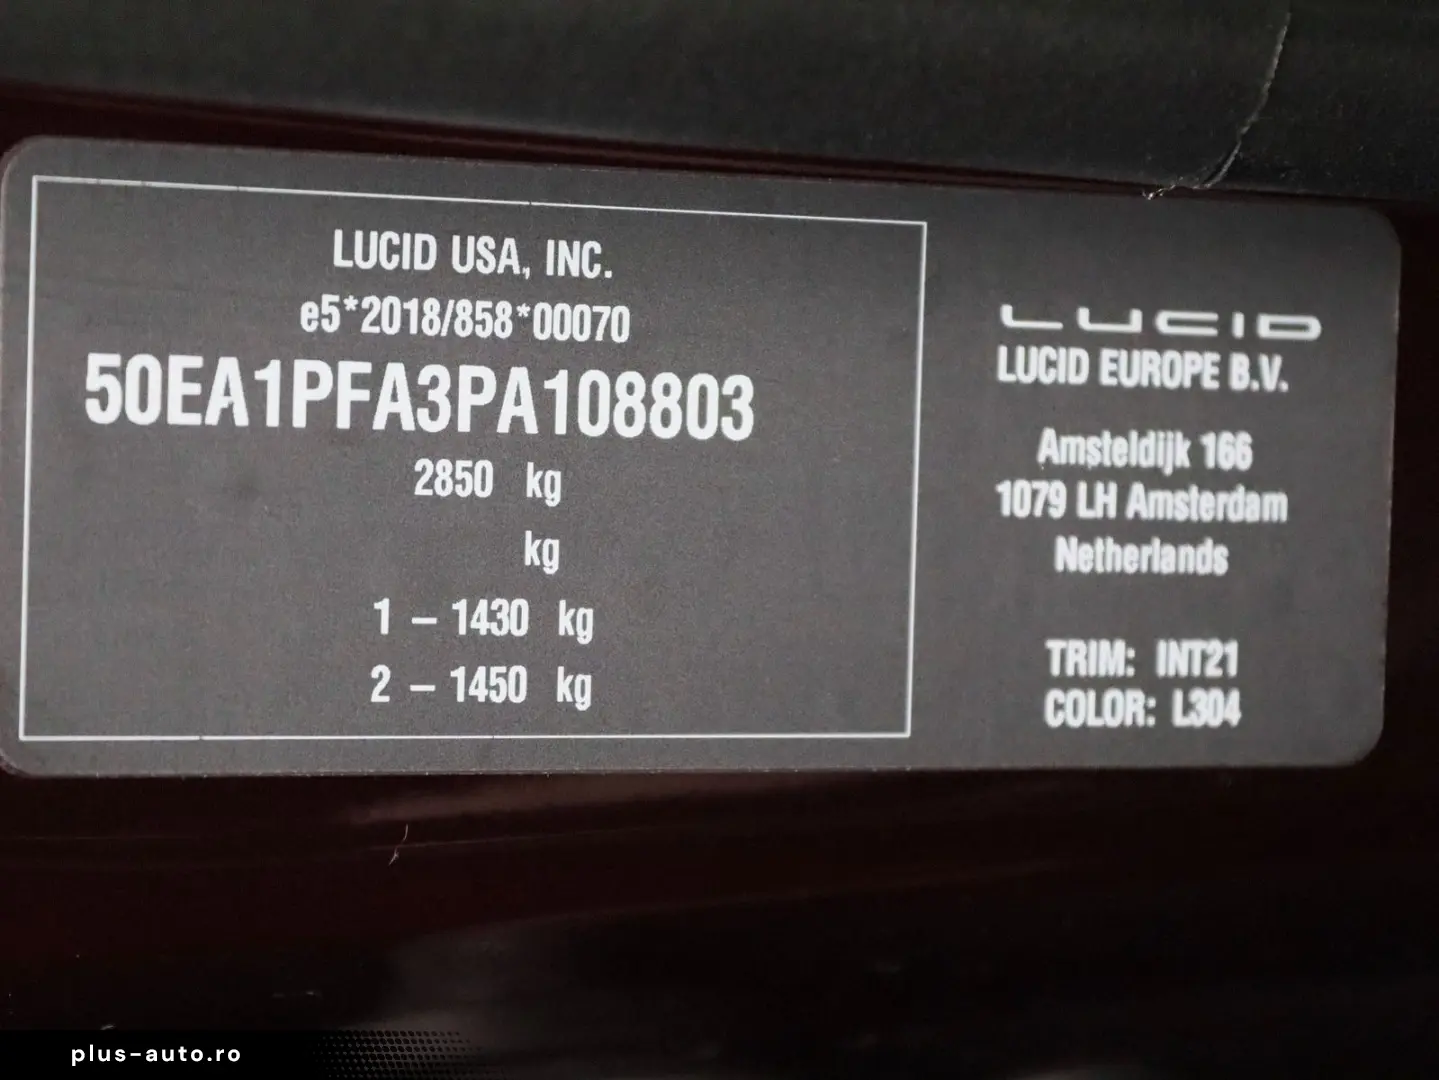 LUCID USA, INC.
e5*2018/858*00070
50EA1PFA3PA108803
2850 kg
kg
1 – 1430 kg
2 – 1450 kg
LUCID
LUCID EUROPE B.V.
Amsteldijk 166
1079 LH Amsterdam
Netherlands
TRIM: INT21
COLOR: L304
plus-auto.ro